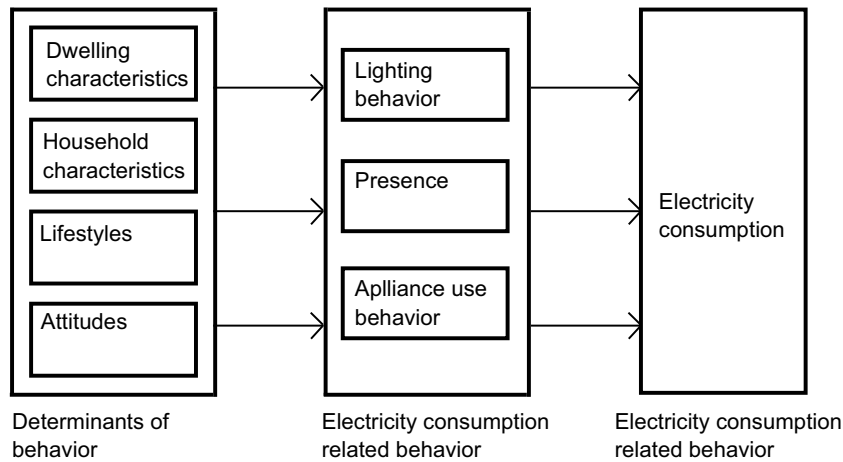 Dwelling
characteristics
Household
characteristics
Lifestyles
Attitudes
Determinants of
behavior
Lighting
behavior
Presence
Aplliance use
behavior
Electricity consumption
related behavior
Electricity
consumption
Electricity consumption
related behavior